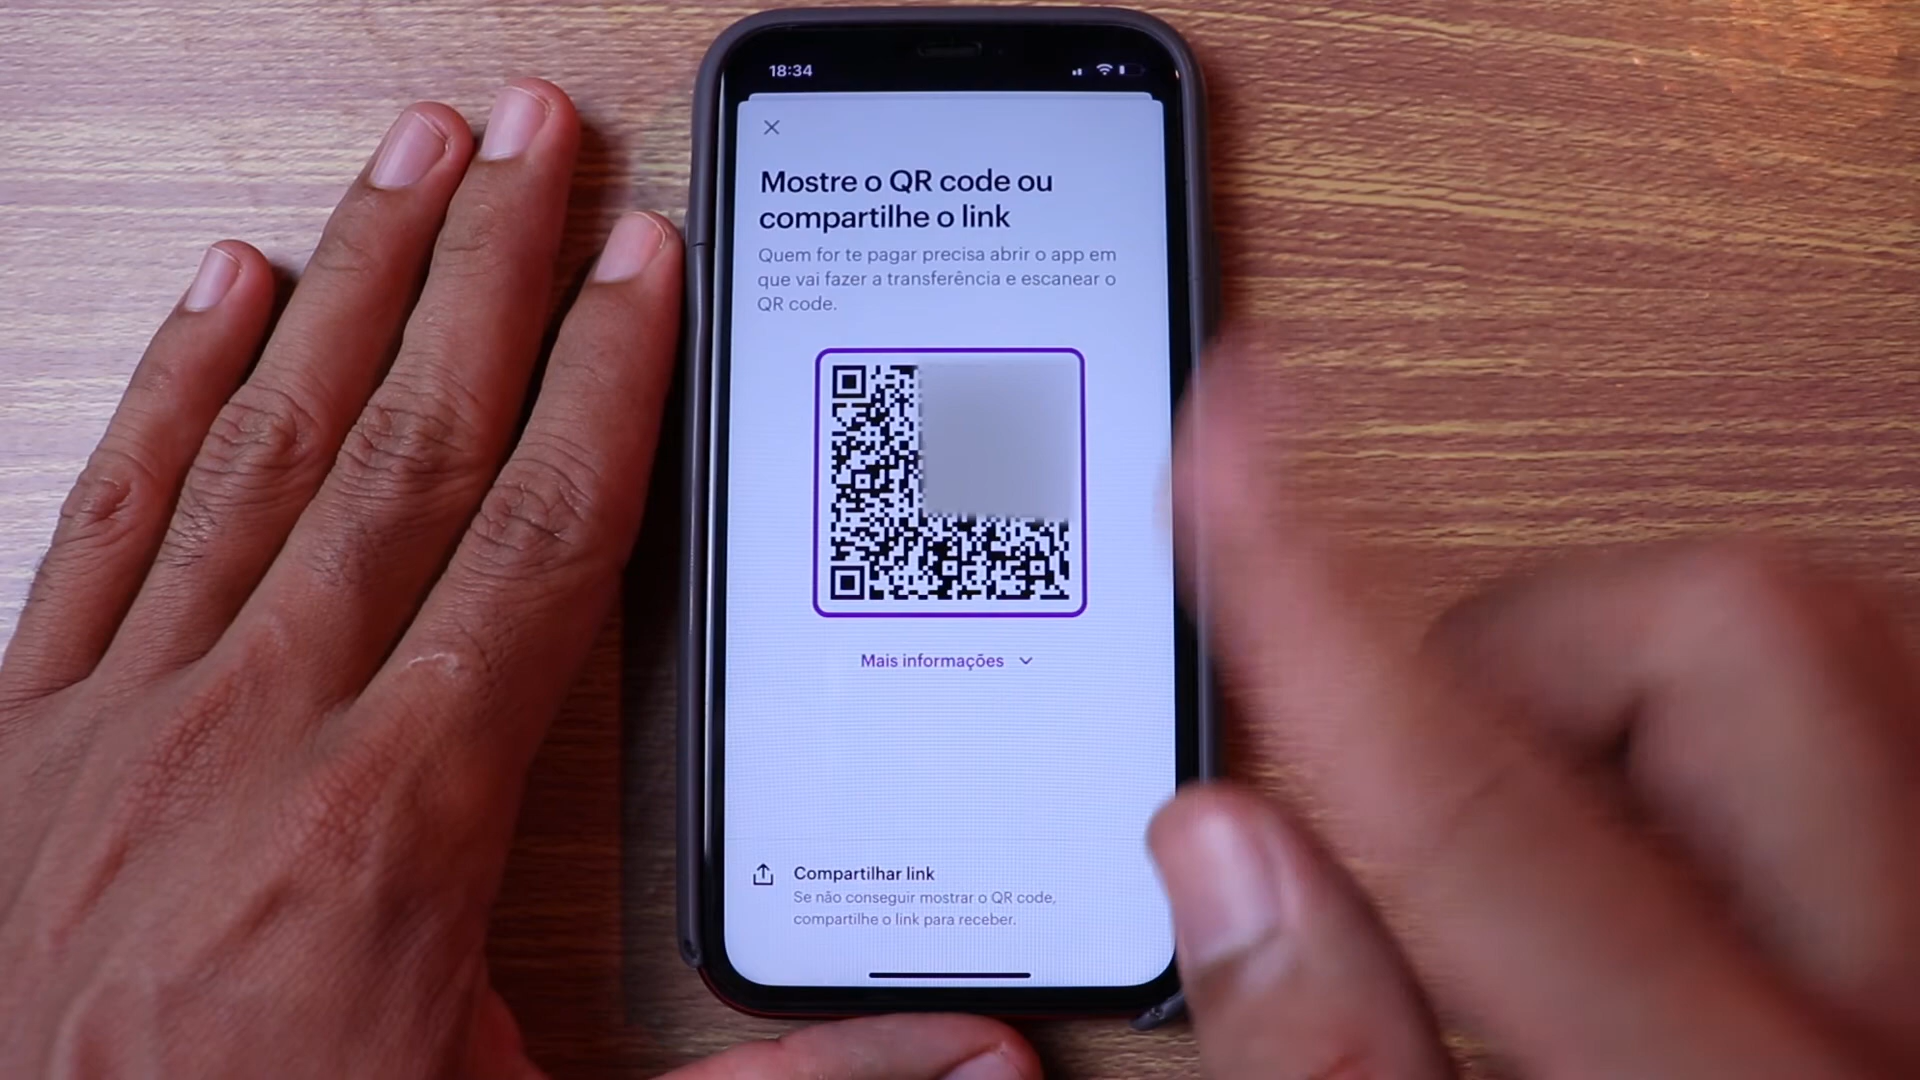 18:34
Mostre o QR code ou
compartilhe o link
Quem for te pagar precisa abrir o app em
que vai fazer a transferência e escanear o
QR code.
Mais informações
Compartilhar link
Se não conseguir mostrar o QR code,
compartilhe o link para receber.